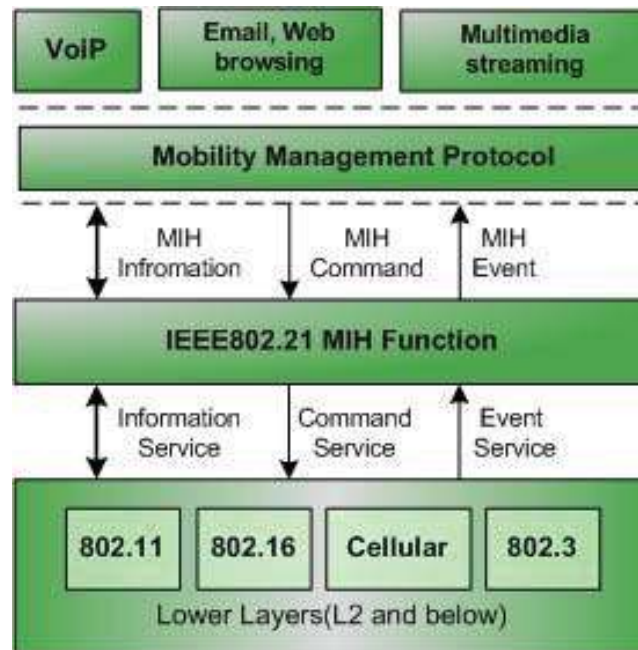 VoiP
Email, Web
browsing
Multimedia
streaming
Mobility Management Protocol
MIH
Infromation
MIH
Command
MIH
Event
IEEE802.21 MIH Function
Information
Service
Command
Service
Event
Service
802.11
802.16
Cellular
802.3
Lower Layers(L2 and below)